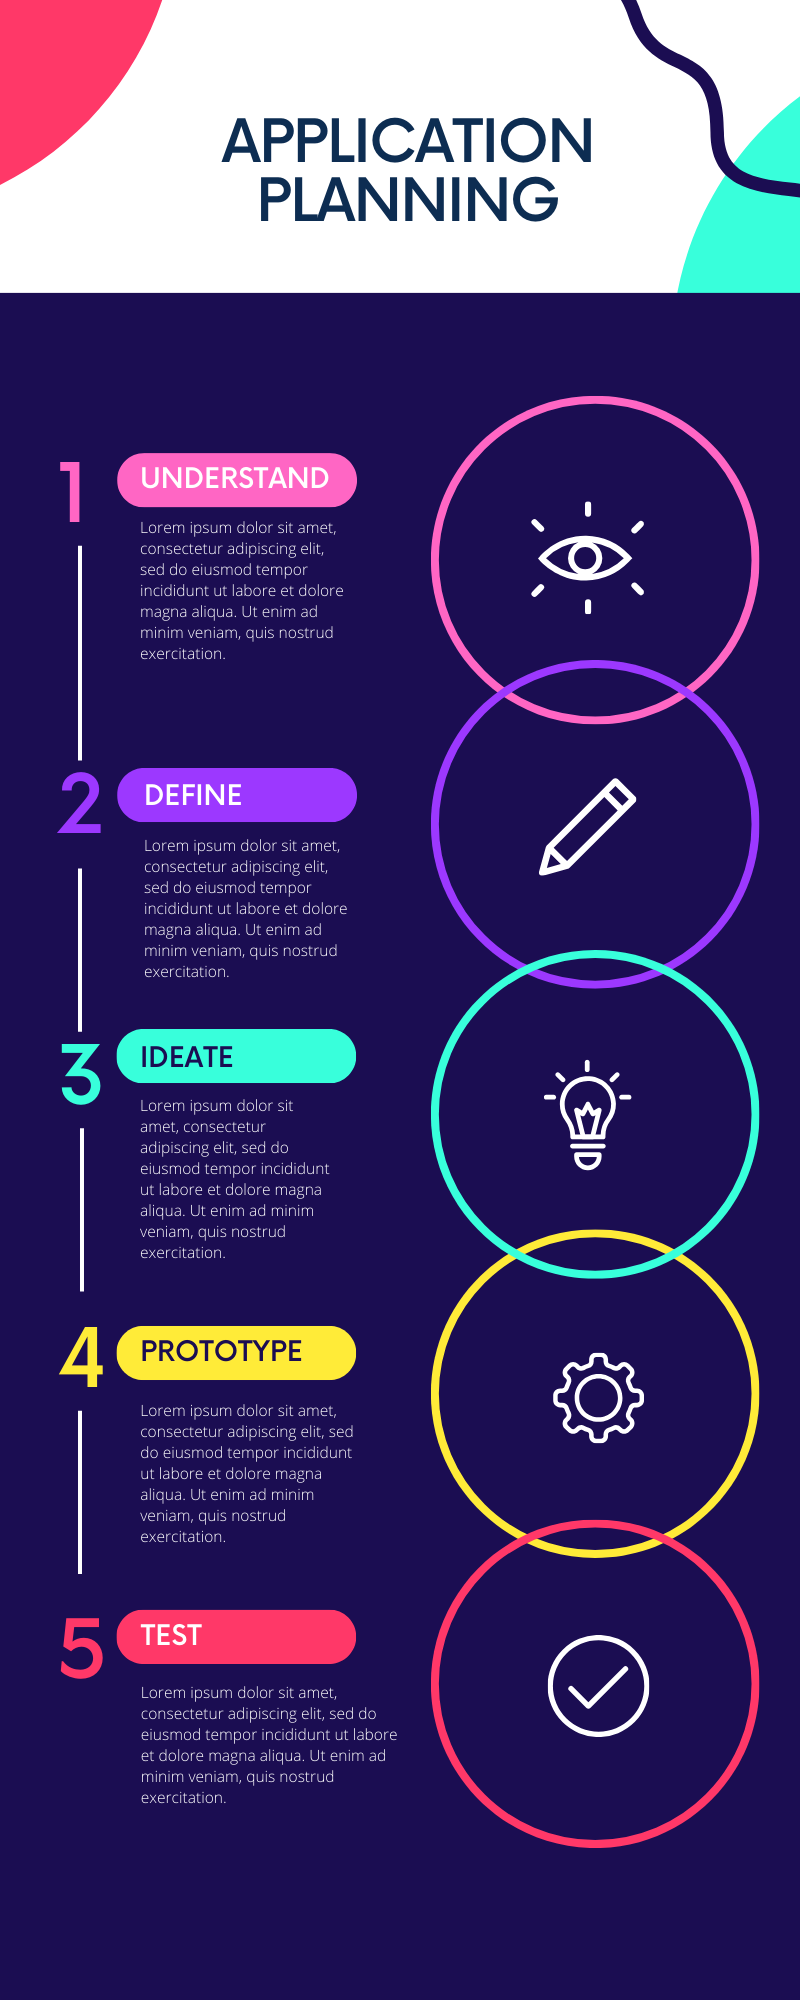 APPLICATION
PLANNING
1
UNDERSTAND
Lorem ipsum dolor sit amet,
consectetur adipiscing elit,
sed do eiusmod tempor
incididunt ut labore et dolore
magna aliqua. Ut enim ad
minim veniam, quis nostrud
exercitation.
2
DEFINE
Lorem ipsum dolor sit amet,
consectetur adipiscing elit,
sed do eiusmod tempor
incididunt ut labore et dolore
magna aliqua. Ut enim ad
minim veniam, quis nostrud
exercitation.
3
IDEATE
Lorem ipsum dolor sit
amet, consectetur
adipiscing elit, sed do
eiusmod tempor incididunt
ut labore et dolore magna
aliqua. Ut enim ad minim
veniam, quis nostrud
exercitation.
4
PROTOTYPE
Lorem ipsum dolor sit amet,
consectetur adipiscing elit, sed
do eiusmod tempor incididunt
ut labore et dolore magna
aliqua. Ut enim ad minim
veniam, quis nostrud
exercitation.
5
TEST
Lorem ipsum dolor sit amet,
consectetur adipiscing elit, sed do
eiusmod tempor incididunt ut labore
et dolore magna aliqua. Ut enim ad
minim veniam, quis nostrud
exercitation.